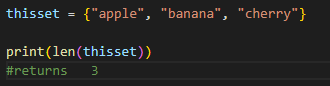 thisset = {"apple", "banana", "cherry"}
print(len(thisset))
#returns   3